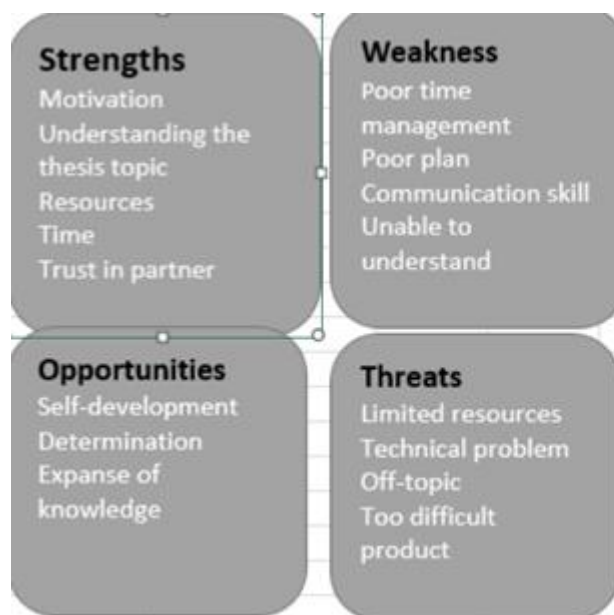 Strengths
Motivation
Understanding the
thesis topic
Resources
Time
Trust in partner
Weakness
Poor time
management
Poor plan
Communication skill
Unable to
understand
Opportunities
Self-development
Determination
Expanse of
knowledge
Threats
Limited resources
Technical problem
Off-topic
Too difficult
product